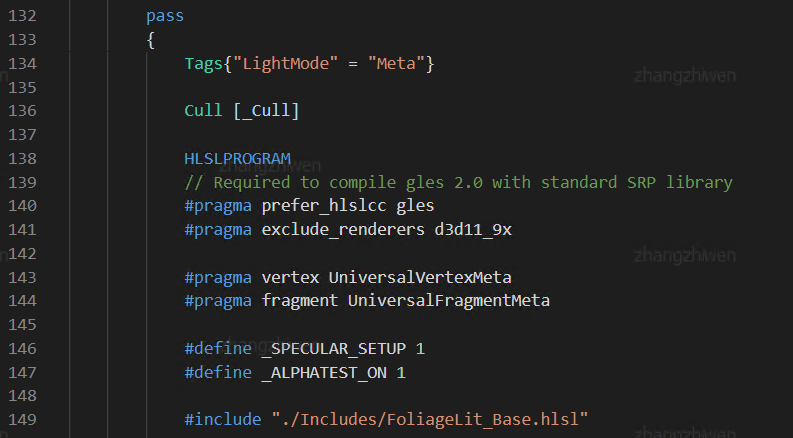 132 pass
133 {
134 Tags{"LightMode" = "Meta"}
135
136 Cull [_Cull]
137
138 HLSLPROGRAM
139 // Required to compile gles 2.0 with standard SRP library
140 #pragma prefer_hlslcc gles
141 #pragma exclude_renderers d3d11_9x
142
143 #pragma vertex UniversalVertexMeta
144 #pragma fragment UniversalFragmentMeta
145
146 #define _SPECULAR_SETUP 1
147 #define _ALPHATEST_ON 1
148
149 #include "./Includes/FoliageLit_Base.hlsl"
zhangzhiwen
zhangzhiwen
zhangzhiwen
zhangzhiwen
zhangzhiwen